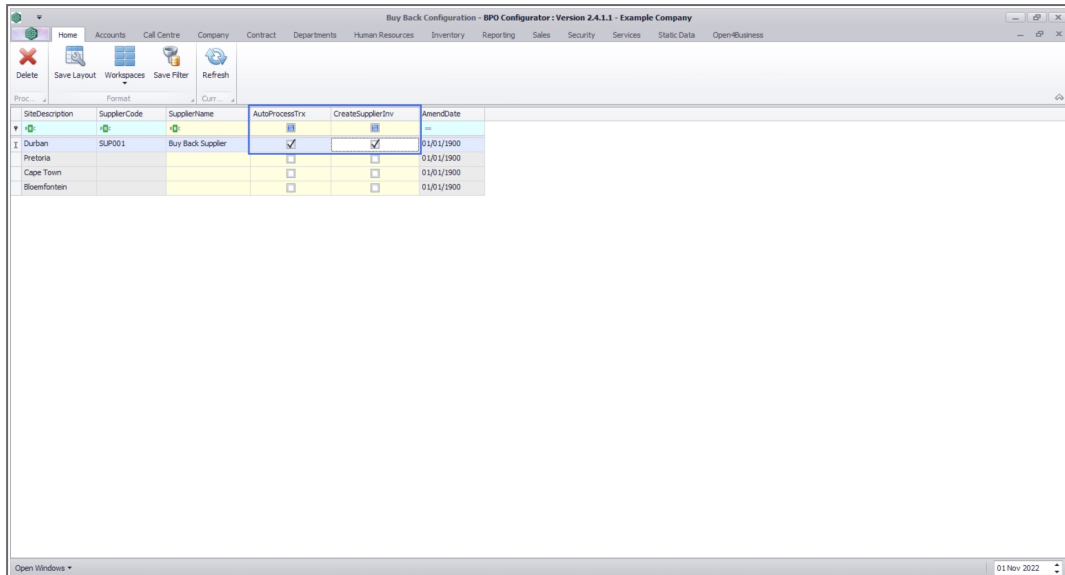 Buy Back Configuration - BPO Configurator : Version 2.4.1.1 - Example Company
Home Accounts Call Centre Company Contract Departments Human Resources Inventory Reporting Sales Security Services Static Data Open4Business
Delete Save Layout Workspaces Save Filter Refresh
Proc... Format Curr...
SiteDescription SupplierCode SupplierName AutoProcessTrx CreateSupplierInv AmendDate
Durban SUP001 Buy Back Supplier 01/01/1900
Pretoria 01/01/1900
Cape Town 01/01/1900
Bloemfontein 01/01/1900
Open Windows 01 Nov 2022